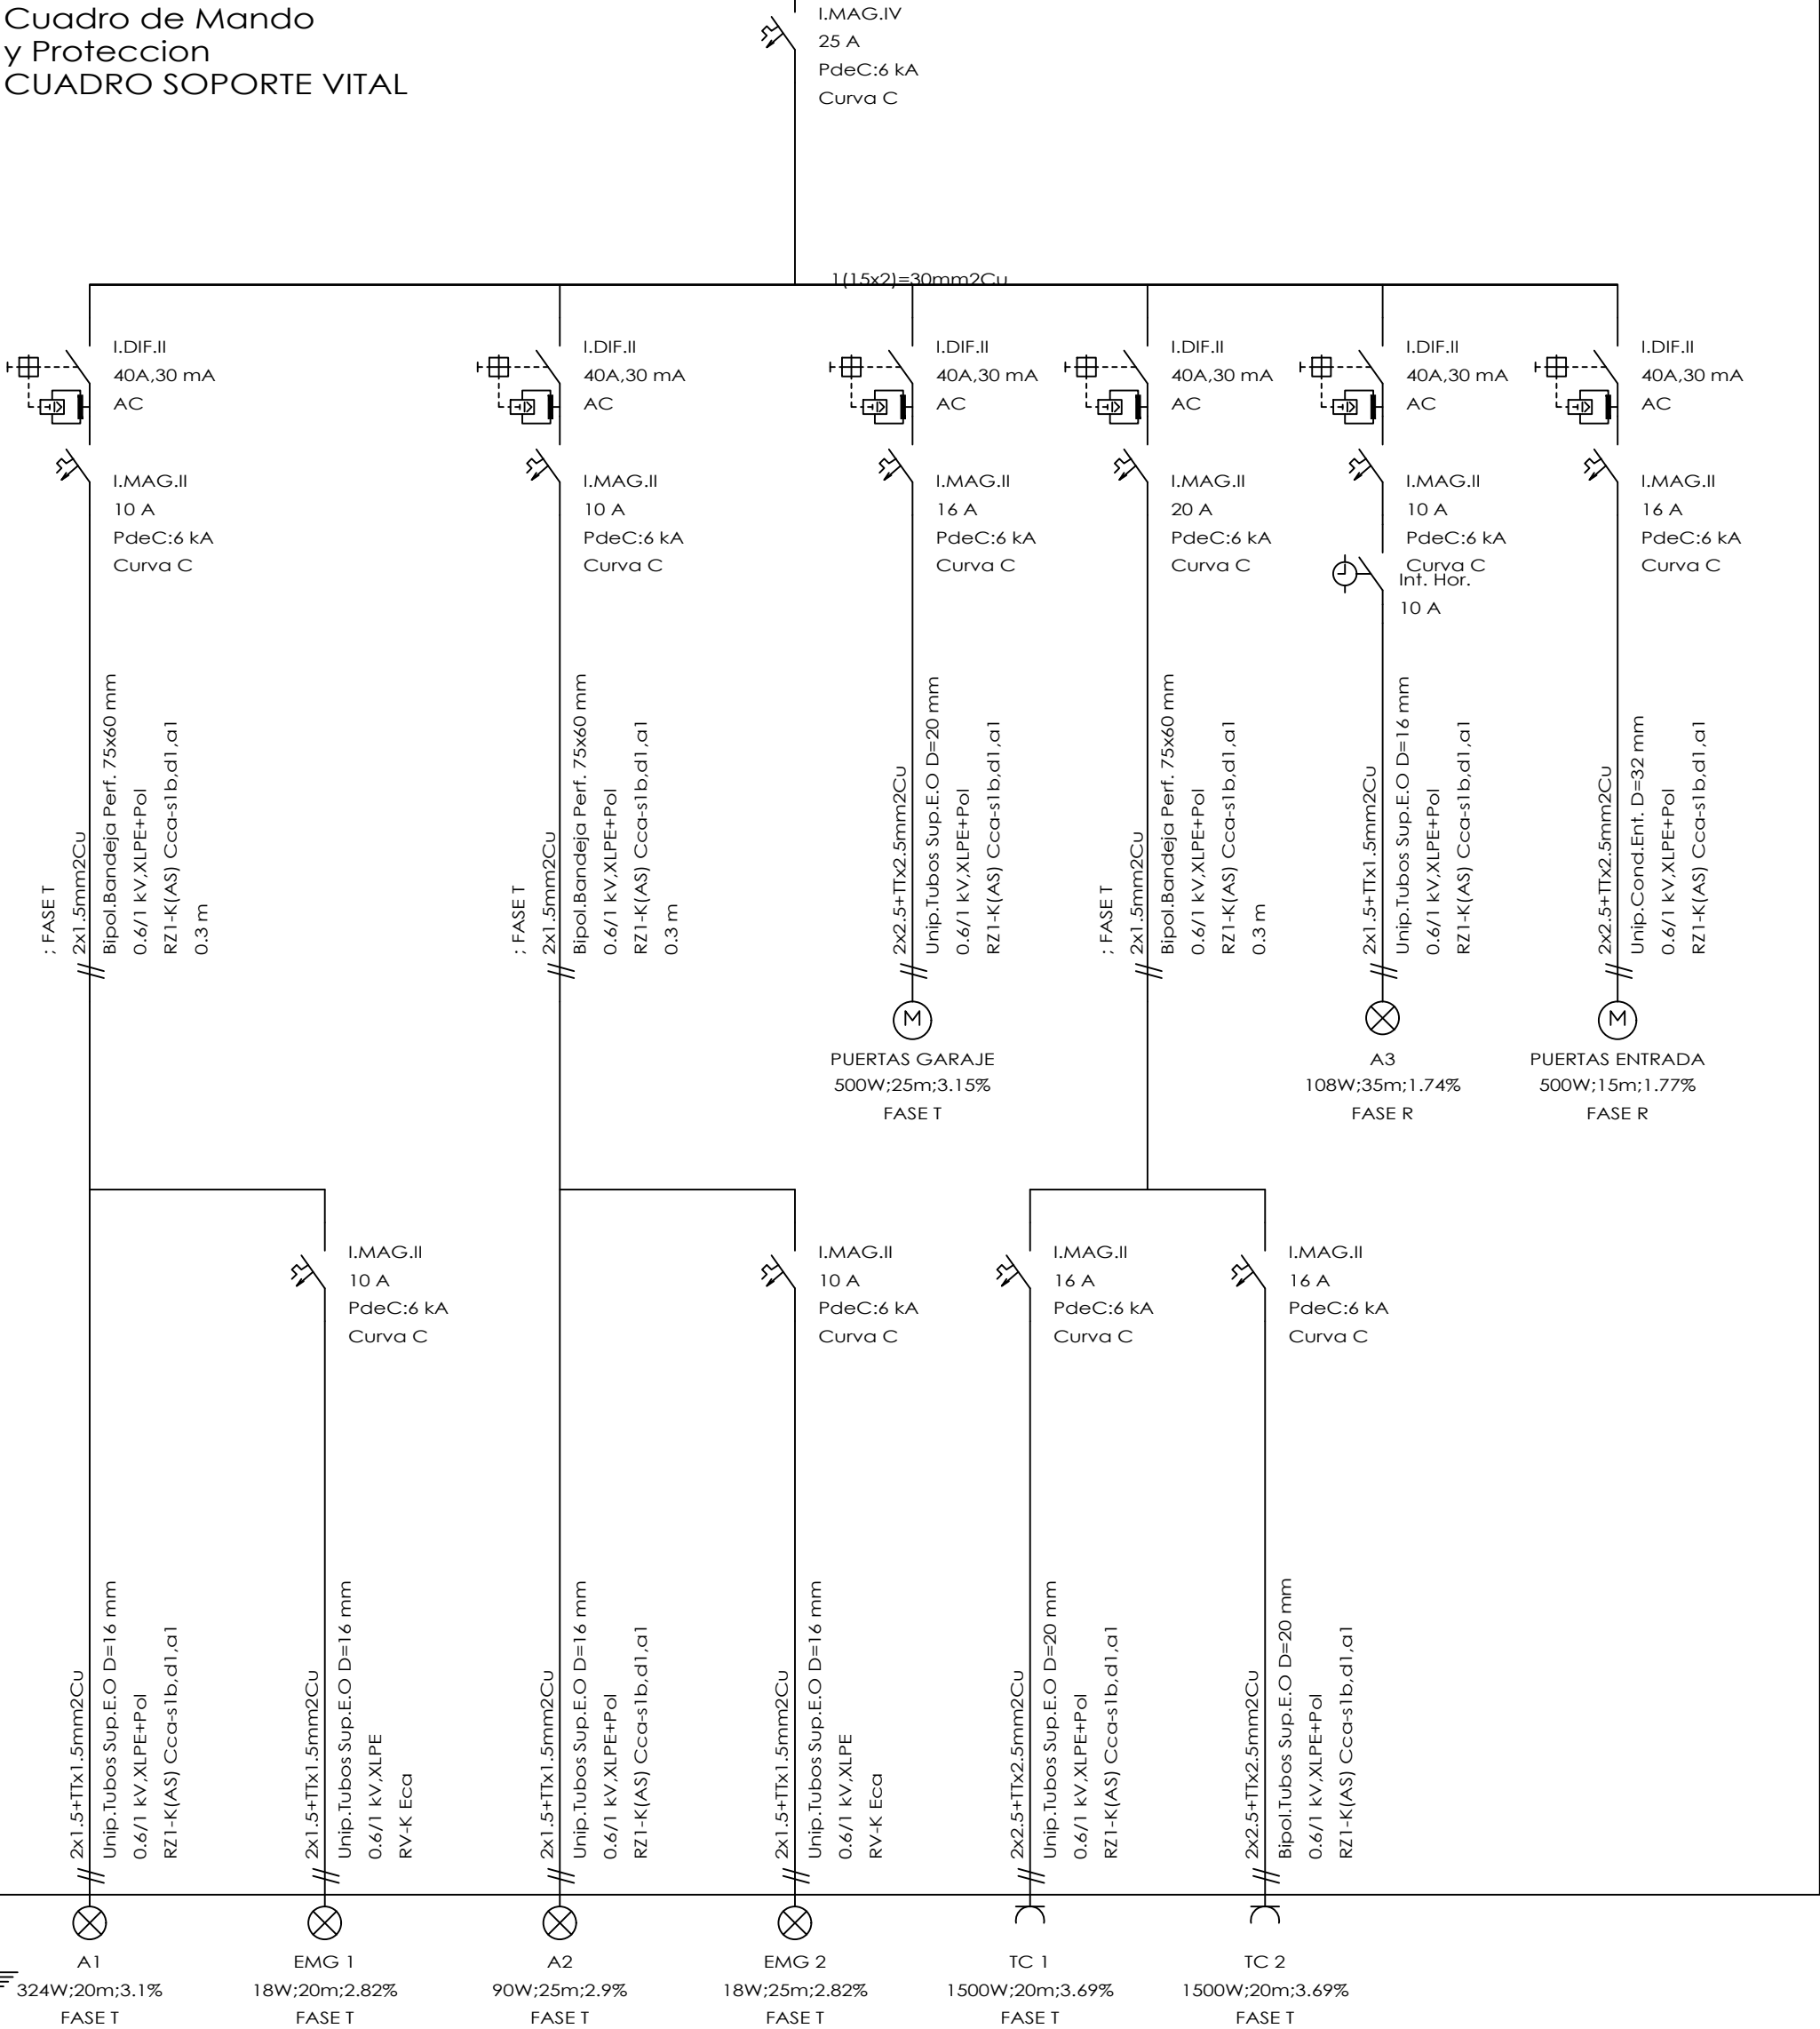 Cuadro de Mando
y Proteccion
CUADRO SOPORTE VITAL
I.MAG.IV
25 A
PdeC:6 kA
Curva C
1(15x2)=30mm2Cu
I.DIF.II
40A,30 mA
AC
I.MAG.II
10 A
PdeC:6 kA
Curva C
; FASE T
2x1.5mm2Cu
Bipol.Bandeja Perf. 75x60 mm
0.6/1 kV,XLPE+Pol
RZ1-K(AS) Cca-s1b,d1,a1
0.3 m
I.DIF.II
40A,30 mA
AC
I.MAG.II
10 A
PdeC:6 kA
Curva C
; FASE T
2x1.5mm2Cu
Bipol.Bandeja Perf. 75x60 mm
0.6/1 kV,XLPE+Pol
RZ1-K(AS) Cca-s1b,d1,a1
0.3 m
I.DIF.II
40A,30 mA
AC
I.MAG.II
16 A
PdeC:6 kA
Curva C
2x2.5+TTx2.5mm2Cu
Unip.Tubos Sup.E.O D=20 mm
0.6/1 kV,XLPE+Pol
RZ1-K(AS) Cca-s1b,d1,a1
M
PUERTAS GARAJE
500W;25m;3.15%
FASE T
I.DIF.II
40A,30 mA
AC
I.MAG.II
20 A
PdeC:6 kA
Curva C
; FASE T
2x1.5mm2Cu
Bipol.Bandeja Perf. 75x60 mm
0.6/1 kV,XLPE+Pol
RZ1-K(AS) Cca-s1b,d1,a1
0.3 m
I.DIF.II
40A,30 mA
AC
I.MAG.II
10 A
PdeC:6 kA
Curva C
Int. Hor.
10 A
2x1.5+TTx1.5mm2Cu
Unip.Tubos Sup.E.O D=16 mm
0.6/1 kV,XLPE+Pol
RZ1-K(AS) Cca-s1b,d1,a1
A3
108W;35m;1.74%
FASE R
I.DIF.II
40A,30 mA
AC
I.MAG.II
16 A
PdeC:6 kA
Curva C
2x2.5+TTx2.5mm2Cu
Unip.Cond.Ent. D=32 mm
0.6/1 kV,XLPE+Pol
RZ1-K(AS) Cca-s1b,d1,a1
M
PUERTAS ENTRADA
500W;15m;1.77%
FASE R
2x1.5+TTx1.5mm2Cu
Unip.Tubos Sup.E.O D=16 mm
0.6/1 kV,XLPE+Pol
RZ1-K(AS) Cca-s1b,d1,a1
A1
324W;20m;3.1%
FASE T
I.MAG.II
10 A
PdeC:6 kA
Curva C
2x1.5+TTx1.5mm2Cu
Unip.Tubos Sup.E.O D=16 mm
0.6/1 kV,XLPE
RV-K Eca
EMG 1
18W;20m;2.82%
FASE T
2x1.5+TTx1.5mm2Cu
Unip.Tubos Sup.E.O D=16 mm
0.6/1 kV,XLPE+Pol
RZ1-K(AS) Cca-s1b,d1,a1
A2
90W;25m;2.9%
FASE T
I.MAG.II
10 A
PdeC:6 kA
Curva C
2x1.5+TTx1.5mm2Cu
Unip.Tubos Sup.E.O D=16 mm
0.6/1 kV,XLPE
RV-K Eca
EMG 2
18W;25m;2.82%
FASE T
I.MAG.II
16 A
PdeC:6 kA
Curva C
2x2.5+TTx2.5mm2Cu
Unip.Tubos Sup.E.O D=20 mm
0.6/1 kV,XLPE+Pol
RZ1-K(AS) Cca-s1b,d1,a1
TC 1
1500W;20m;3.69%
FASE T
I.MAG.II
16 A
PdeC:6 kA
Curva C
2x2.5+TTx2.5mm2Cu
Bipol.Tubos Sup.E.O D=20 mm
0.6/1 kV,XLPE+Pol
RZ1-K(AS) Cca-s1b,d1,a1
TC 2
1500W;20m;3.69%
FASE T